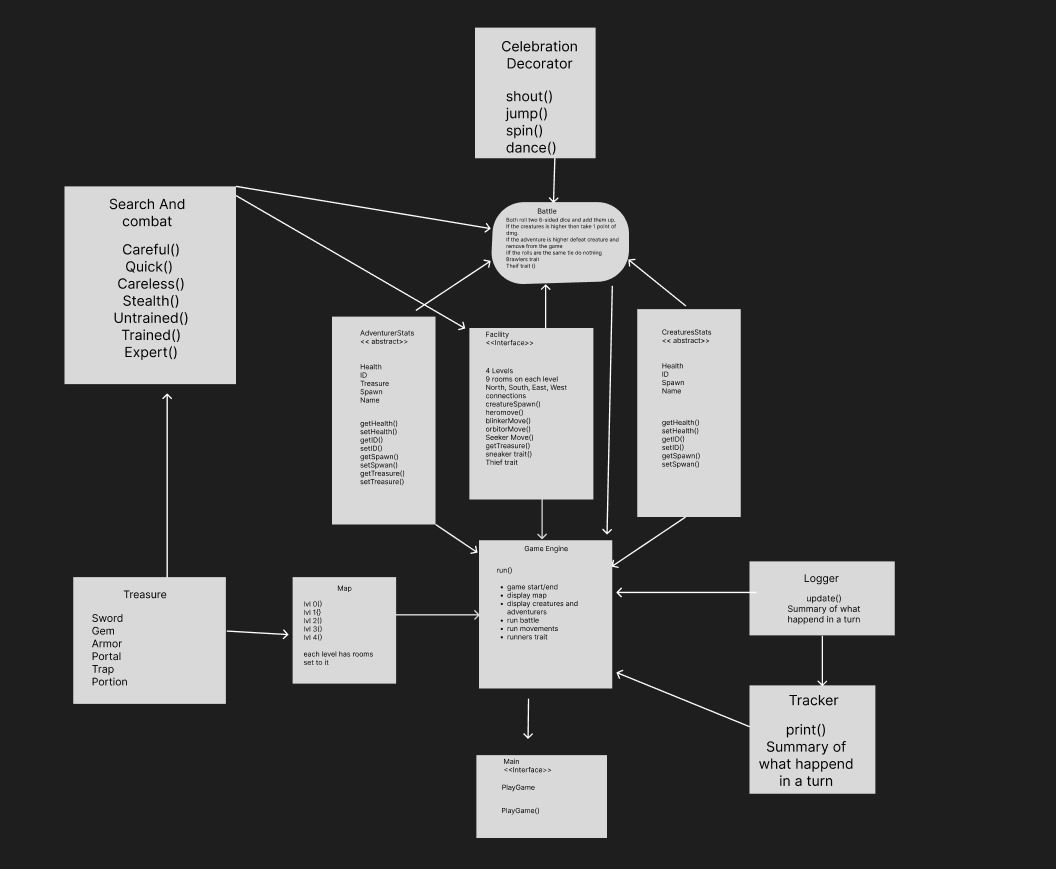 Celebration
Decorator
shout()
jump()
spin()
dance()
Search And
combat
Careful()
Quick()
Careless()
Stealth()
Untrained()
Trained()
Expert()
Battle
Both roll two 6-sided dice and add them up.
If the creatures is higher then take 1 point of
dmg.
If the adventure is higher defeat creature and
remove from the game
IIf the rolls are the same tie do nothing
Brawlers trait
Theif trait ()
AdventurerStats
<< abstract>>
Health
ID
Treasure
Spawn
Name
getHealth()
setHealth()
getID()
setID()
getSpawn()
setSpwan()
getTreasure()
setTreasure()
Facility
<<Interface>>
4 Levels
9 rooms on each level
North, South, East, West
connections
creatureSpawn()
heromove()
blinkerMove()
orbitorMove()
Seeker Move()
getTreasure()
sneaker trait()
Thief trait
CreaturesStats
<< abstract>>
Health
ID
Spawn
Name
getHealth()
setHealth()
getID()
setID()
getSpawn()
setSpwan()
Game Engine
run()
• game start/end
• display map
• display creatures and
adventurers
• run battle
• run movements
• runners trait
Treasure
Sword
Gem
Armor
Portal
Trap
Portion
Map
lvl 0()
lvl 1()
lvl 2()
lvl 3()
lvl 4()
each level has rooms
set to it
Logger
update()
Summary of what
happend in a turn
Tracker
print()
Summary of
what happend
in a turn
Main
<<Interface>>
PlayGame
PlayGame()